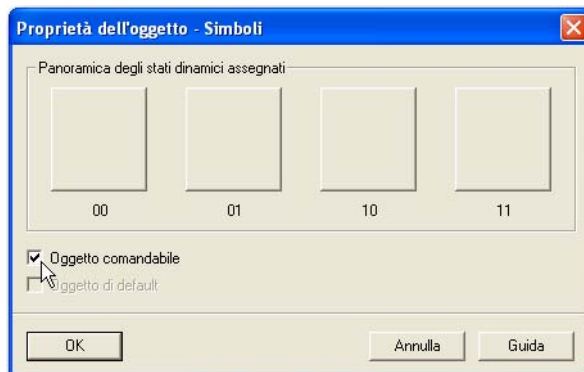 Proprietà dell'oggetto - Simboli
Panoramica degli stati dinamici assegnati
00 01 10 11
Oggetto comandabile
Oggetto di default
OK Annulla Guida